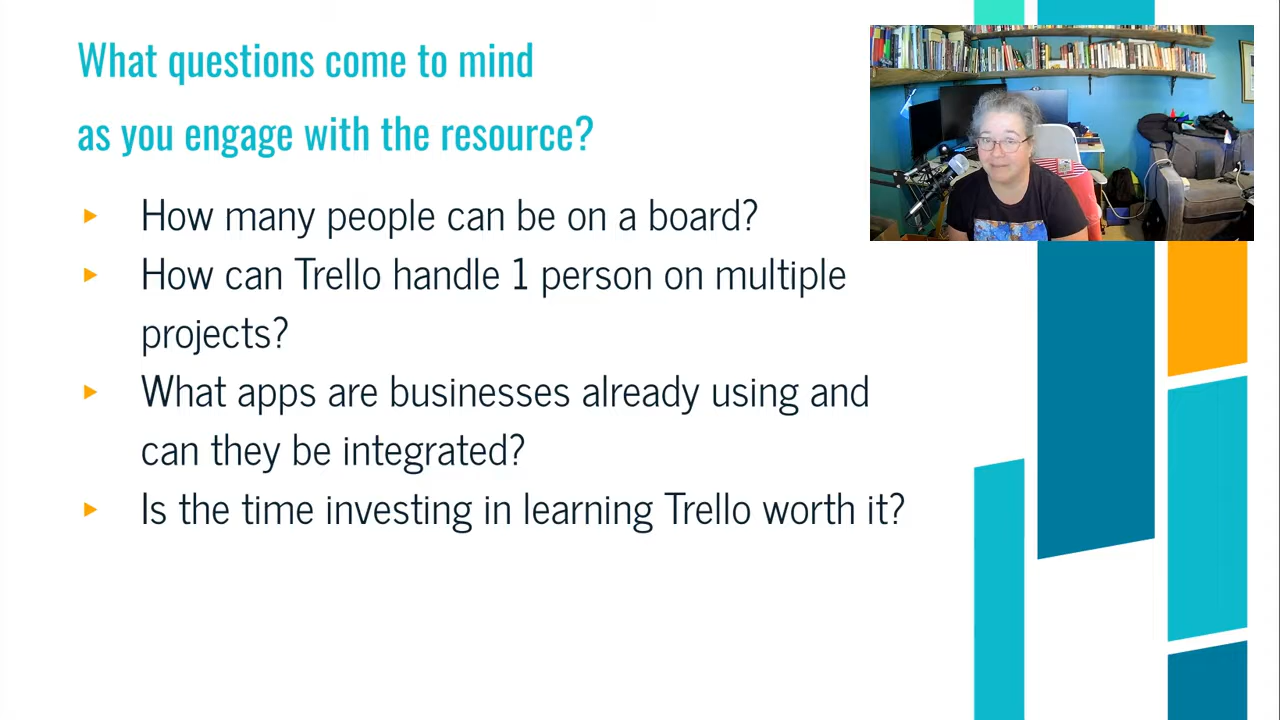 What questions come to mind
as you engage with the resource?
How many people can be on a board?
How can Trello handle 1 person on multiple
projects?
What apps are businesses already using and
can they be integrated?
Is the time investing in learning Trello worth it?